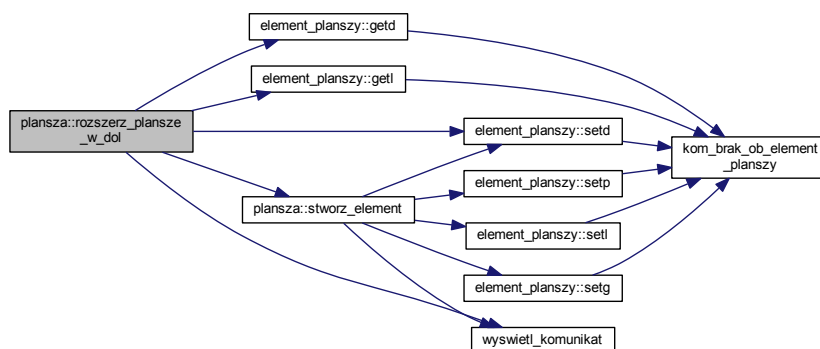 element_planszy::getd
element_planszy::getl
plansza::rozszerz_plansze
_w_dol
element_planszy::setd
kom_brak_ob_element
_planszy
element_planszy::setp
plansza::stworz_element
element_planszy::setl
element_planszy::setg
wyswietl_komunikat